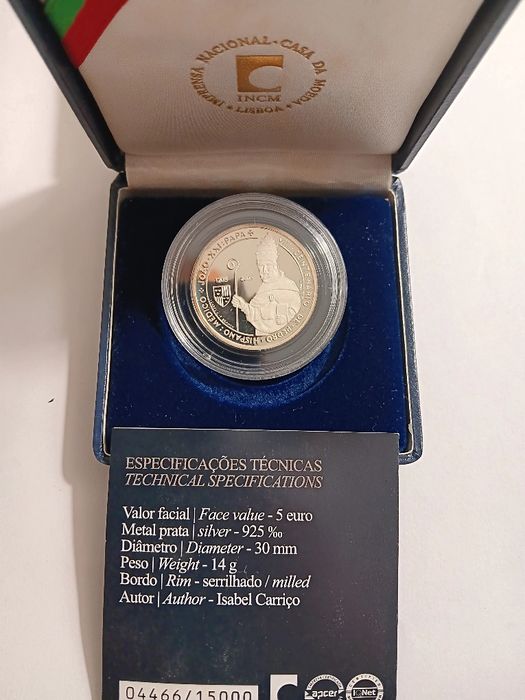 IMPRENSA NACIONAL·CASA DA MOEDA
INCM
·LISBOA·
JOÃO XXI·PAPA
HISPANO·MÉDICO
ESPECIFICAÇÕES TÉCNICAS
TECHNICAL SPECIFICATIONS
Valor facial | Face value - 5 euro
Metal prata | silver - 925 ‰
Diâmetro | Diameter - 30 mm
Peso | Weight - 14 g
Bordo | Rim - serrilhado / milled
Autor | Author - Isabel Carriço
04466/15000
apcer
IQNet